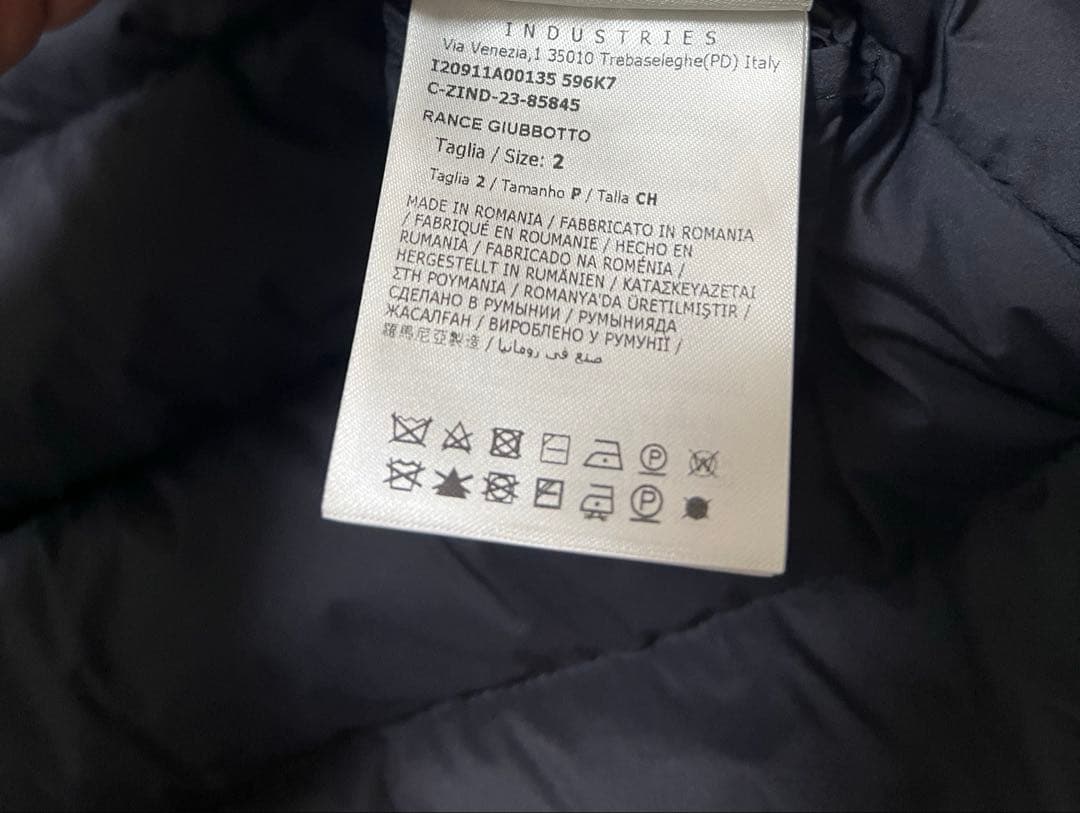 INDUSTRIES
Via Venezia,1 35010 Trebaseleghe(PD) Italy
I20911A00135 596K7
C-ZIND-23-85845
RANCE GIUBBOTTO
Taglia / Size: 2
Taglia 2 / Tamanho P / Talla CH
MADE IN ROMANIA / FABBRICATO IN ROMANIA
/ FABRIQUÉ EN ROUMANIE / HECHO EN
RUMANIA / FABRICADO NA ROMÉNIA /
HERGESTELLT IN RUMÄNIEN / ΚΑΤΑΣΚΕΥΑΖΕΤΑΙ
ΣΤΗ ΡΟΥΜΑΝΙΑ / ROMANYA'DA ÜRETILMIŞTIR /
СДЕЛАНО В РУМЫНИИ / РУМЫНИЯДА
ЖАСАЛҒАН / ВИРОБЛЕНО У РУМУНІЇ /
羅馬尼亞製造 / صنع في رومانيا
P W
P